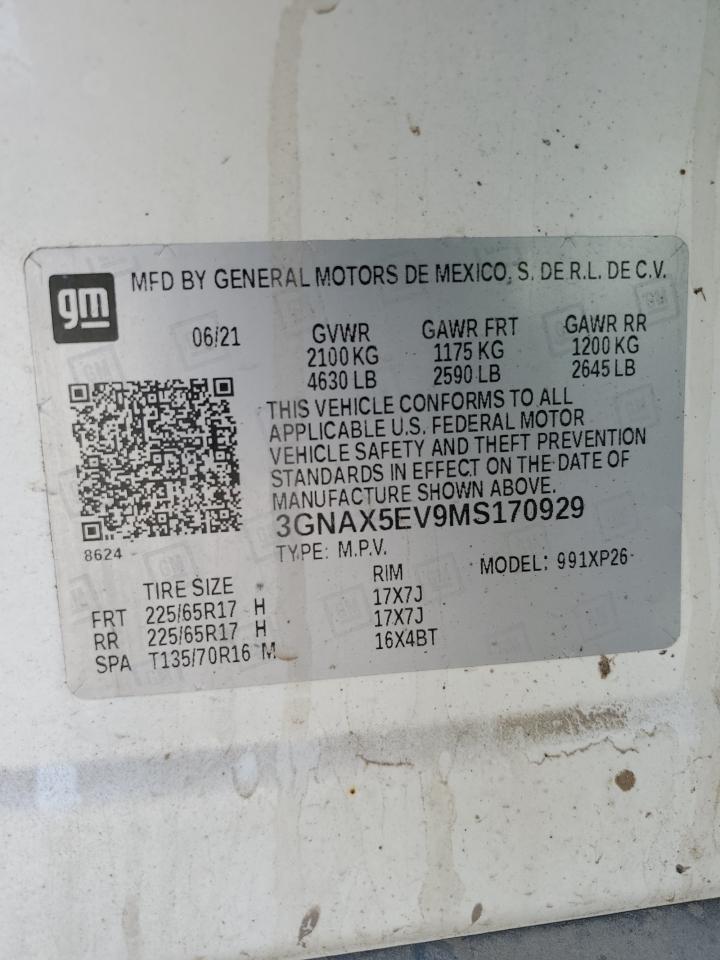 gm
MFD BY GENERAL MOTORS DE MEXICO, S. DE R.L. DE C.V.
06/21 GVWR GAWR FRT GAWR RR
2100 KG 1175 KG 1200 KG
4630 LB 2590 LB 2645 LB
THIS VEHICLE CONFORMS TO ALL
APPLICABLE U.S. FEDERAL MOTOR
VEHICLE SAFETY AND THEFT PREVENTION
STANDARDS IN EFFECT ON THE DATE OF
MANUFACTURE SHOWN ABOVE.
3GNAX5EV9MS170929
8624
TYPE: M.P.V. MODEL: 991XP26
TIRE SIZE RIM
FRT 225/65R17 H 17X7J
RR 225/65R17 H 17X7J
SPA T135/70R16 M 16X4BT